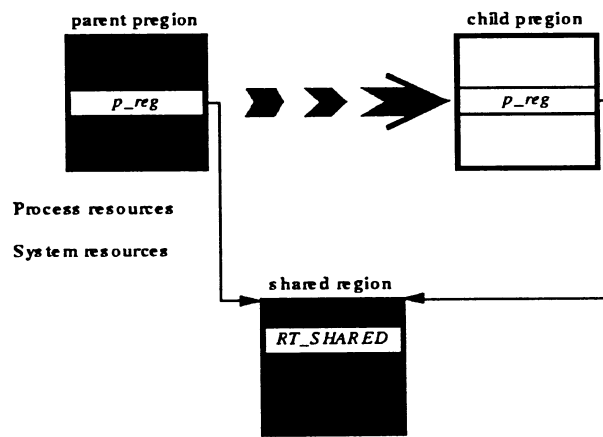 parent pregion
child pregion
p_reg
p_reg
Process resources
System resources
shared region
RT_SHARED